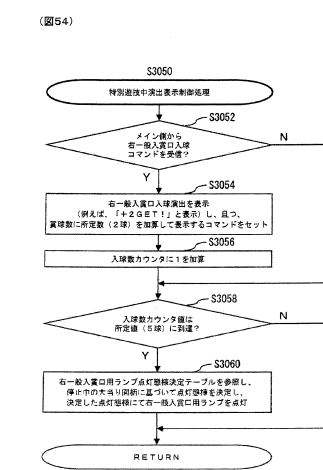 (図54)
S3050
特別遊技中演出表示制御処理
S3052
メイン側から
右一般入賞口入球
コマンドを受信?
N
Y
S3054
右一般入賞口入球演出を表示
(例えば、「+2GET!」と表示)し、且つ、
賞球数に所定数(2球)を加算して表示するコマンドをセット
S3056
入球数カウンタに1を加算
S3058
入球数カウンタ値は
所定値(5球)に到達?
N
Y
S3060
右一般入賞口用ランプ点灯態様決定テーブルを参照し、
停止中の大当り図柄に基づいて点灯態様を決定し、
決定した点灯態様にて右一般入賞口用ランプを点灯
RETURN